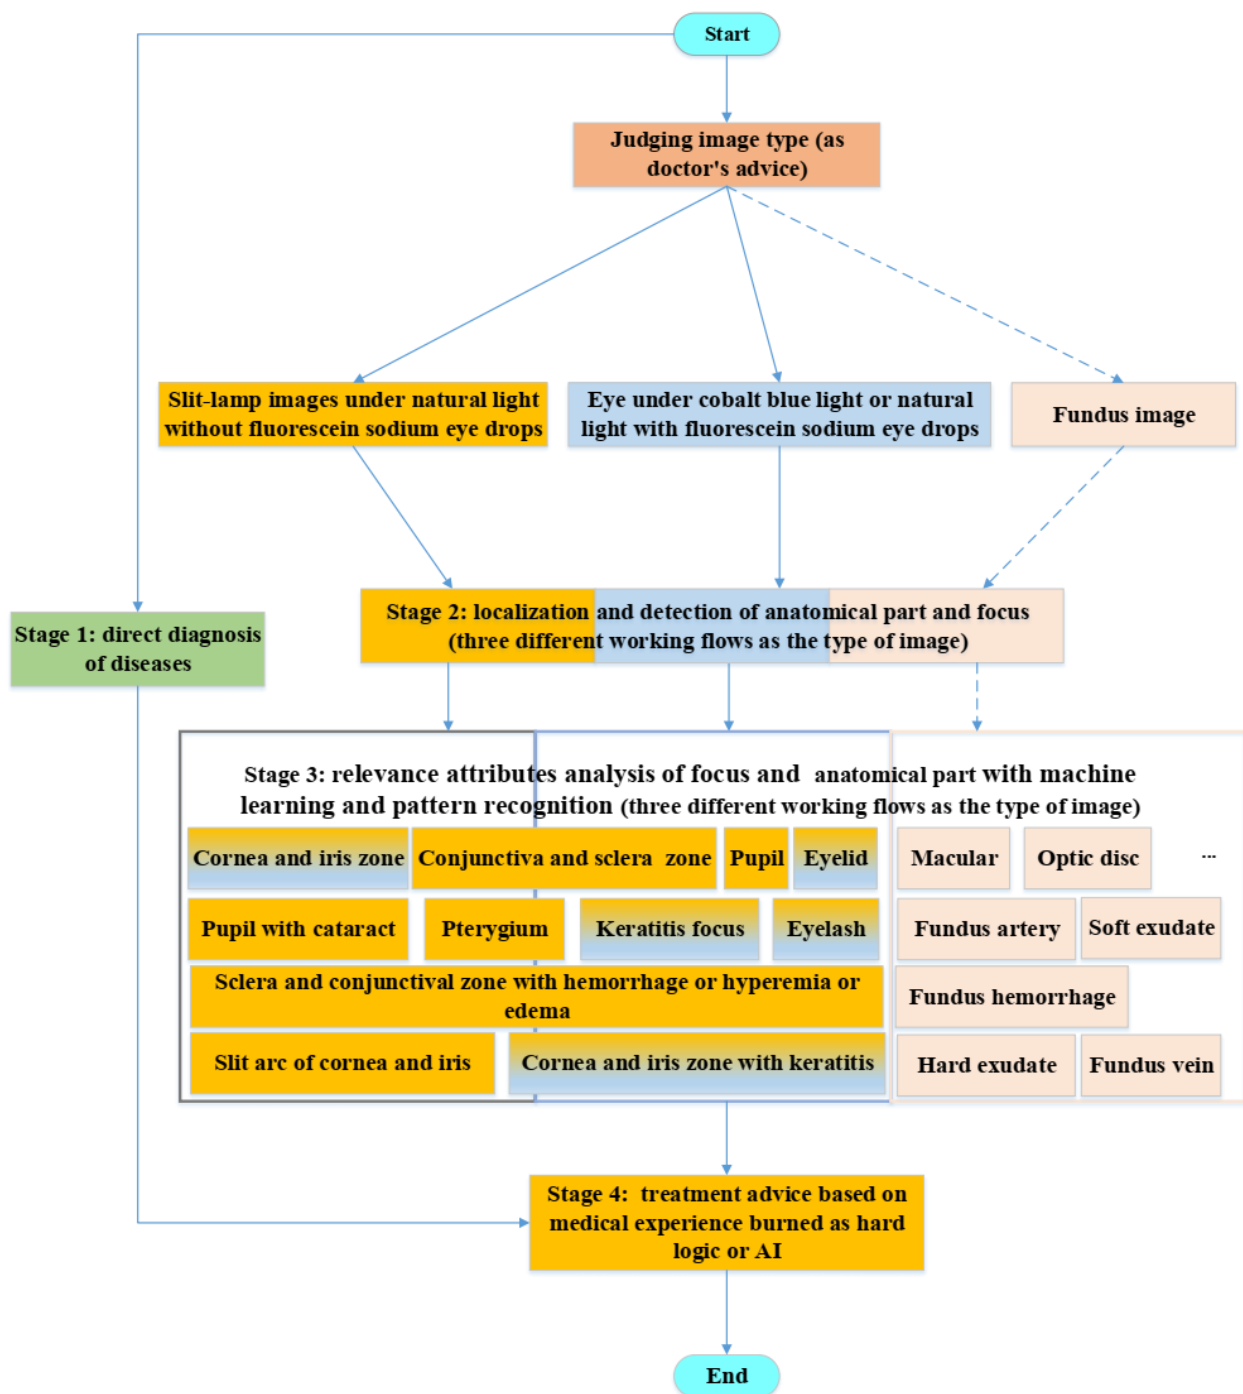 Start
Judging image type (as
doctor's advice)
Slit-lamp images under natural light
without fluorescein sodium eye drops
Eye under cobalt blue light or natural
light with fluorescein sodium eye drops
Fundus image
Stage 2: localization and detection of anatomical part and focus
(three different working flows as the type of image)
Stage 1: direct diagnosis
of diseases
Stage 3: relevance attributes analysis of focus and anatomical part with machine
learning and pattern recognition (three different working flows as the type of image)
Cornea and iris zone
Conjunctiva and sclera zone
Pupil
Eyelid
Macular
Optic disc
...
Pupil with cataract
Pterygium
Keratitis focus
Eyelash
Fundus artery
Soft exudate
Sclera and conjunctival zone with hemorrhage or hyperemia or
edema
Fundus hemorrhage
Slit arc of cornea and iris
Cornea and iris zone with keratitis
Hard exudate
Fundus vein
Stage 4: treatment advice based on
medical experience burned as hard
logic or AI
End